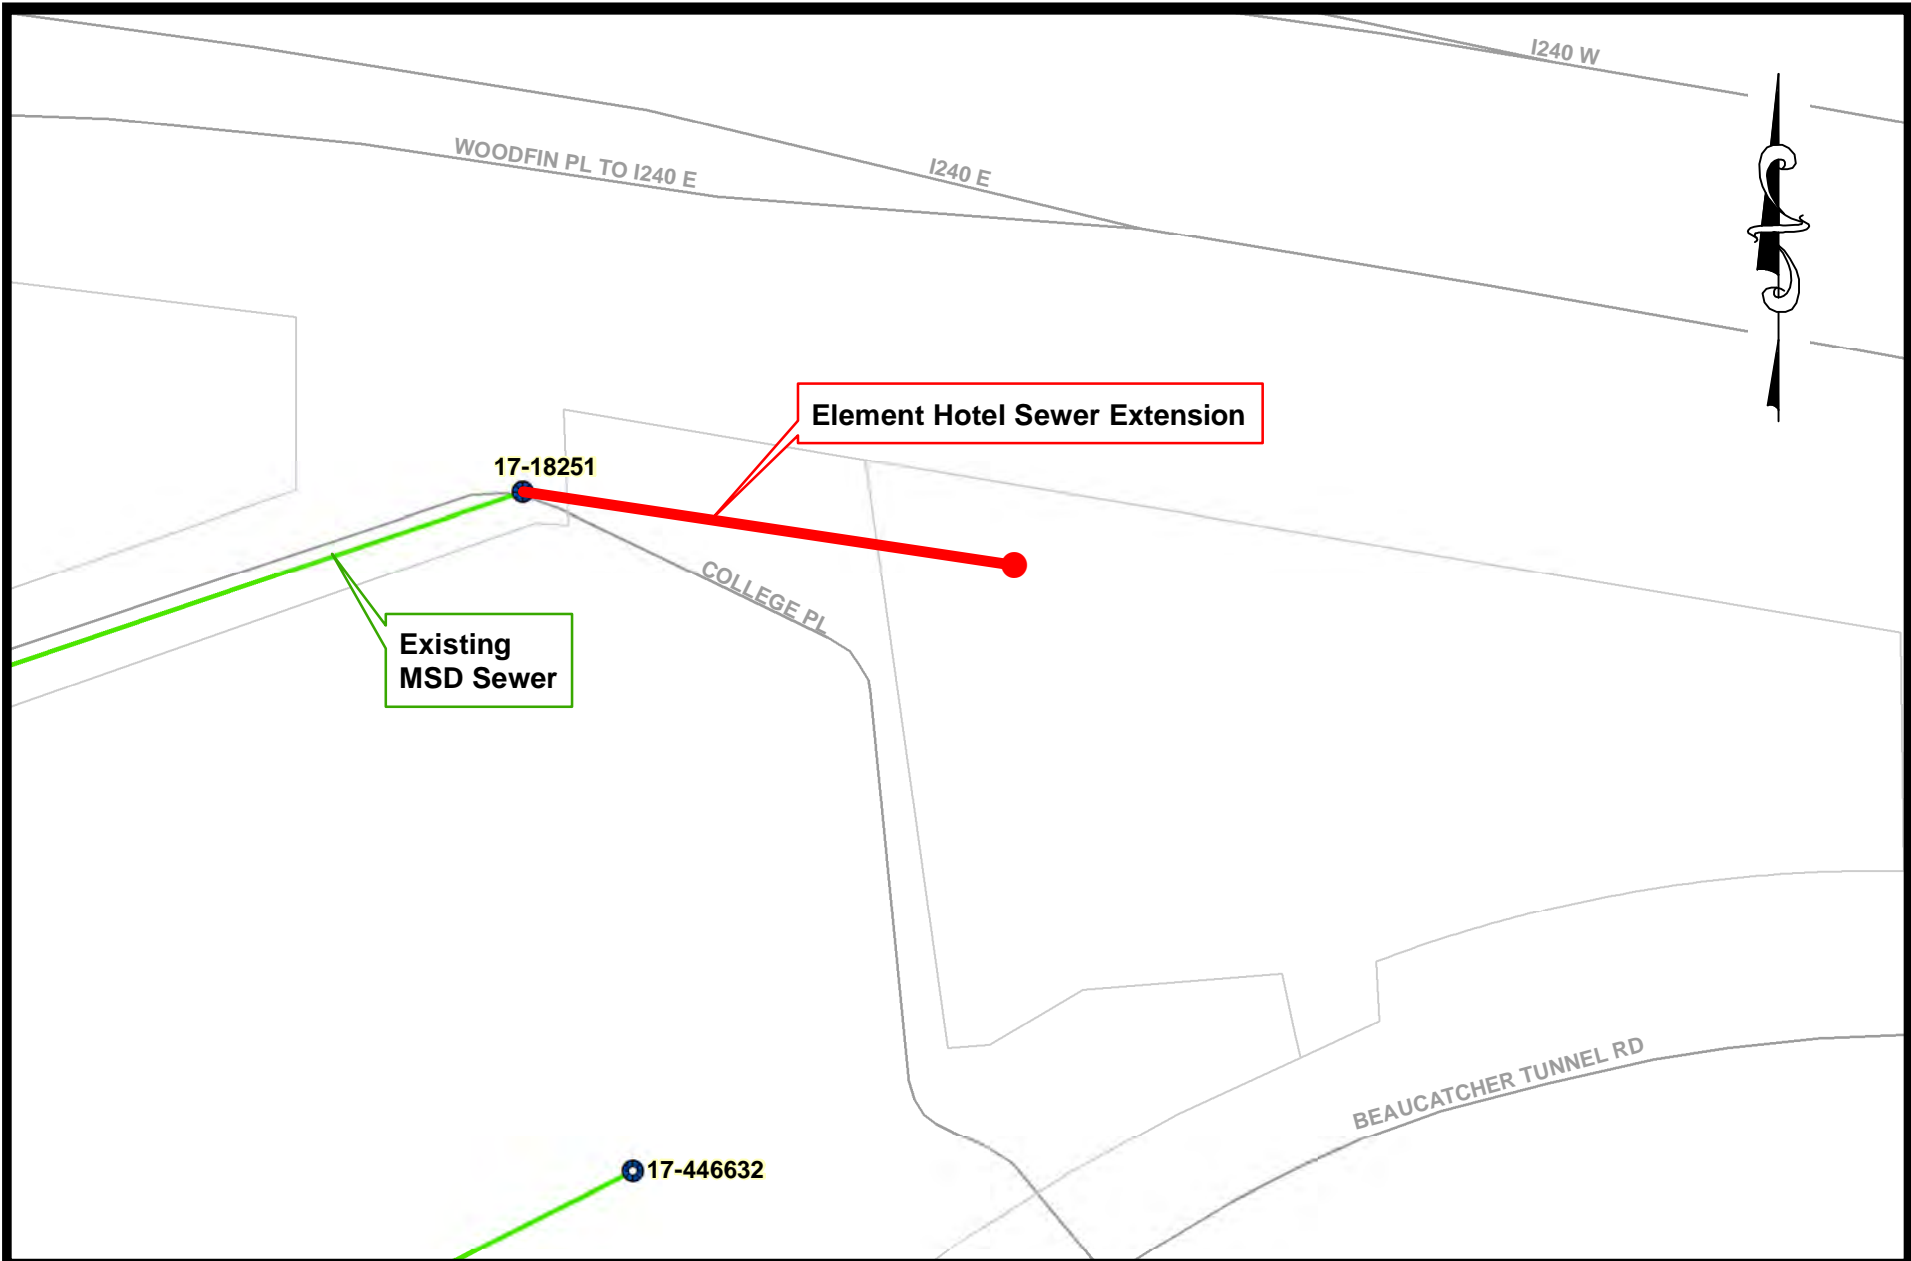 I240 W
WOODFIN PL TO I240 E
I240 E
Element Hotel Sewer Extension
17-18251
COLLEGE PL
Existing
MSD Sewer
BEAUCATCHER TUNNEL RD
17-446632